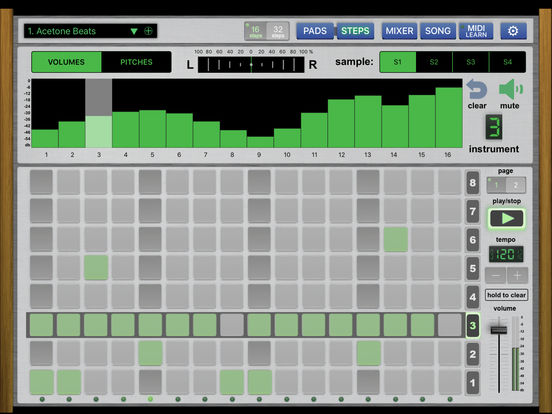 1. Acetone Beats
16 steps 32 steps
PADS STEPS MIXER SONG MIDI LEARN
VOLUMES PITCHES
100 80 60 40 20 0 20 40 60 80 100 %
L R
sample: S1 S2 S3 S4
clear mute
3
instrument
1 2 3 4 5 6 7 8 9 10 11 12 13 14 15 16
page
8
1 2
7
play/stop
6
tempo
120
5
- +
4
hold to clear
3
volume
2
1